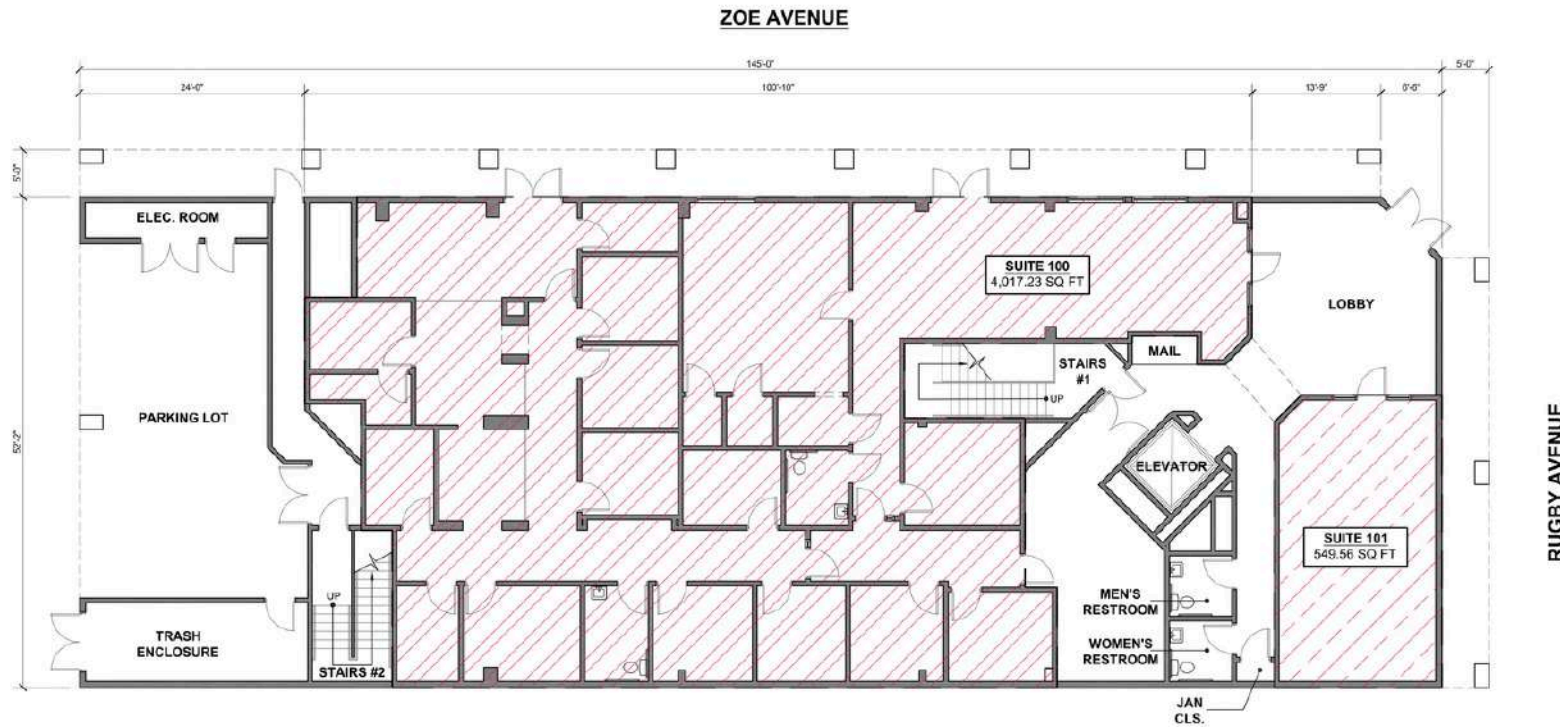 ZOE AVENUE
145'-0"
5'-0"
24'-0"
100'-10"
13'-9"
5'-0"
52'-2"
ELEC. ROOM
SUITE 100
4,017.23 SQ FT
LOBBY
MAIL
STAIRS
#1
UP
PARKING LOT
ELEVATOR
RUGBY AVENUE
SUITE 101
549.56 SQ FT
UP
MEN'S
RESTROOM
TRASH
ENCLOSURE
WOMEN'S
RESTROOM
STAIRS #2
JAN
CLS.